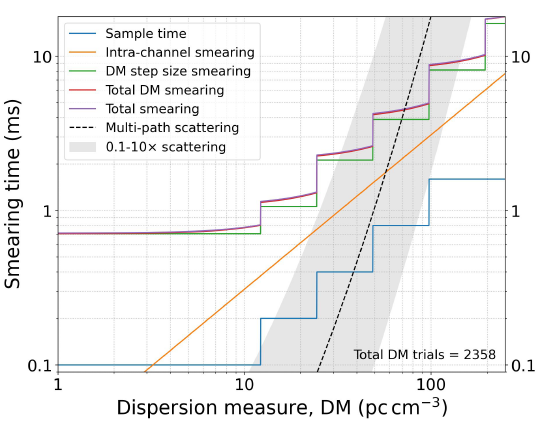 Sample time
Intra-channel smearing
DM step size smearing
Total DM smearing
Total smearing
Multi-path scattering
0.1-10× scattering
Smearing time (ms)
10
1
0.1
10
1
0.1
Total DM trials = 2358
1
10
100
Dispersion measure, DM (pc cm⁻³)